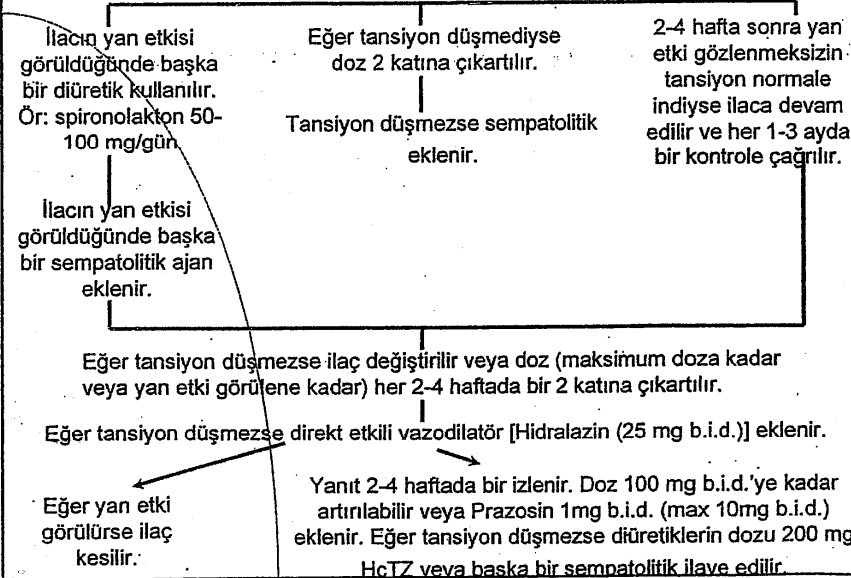 İlacın yan etkisi
görüldüğünde başka
bir diüretik kullanılır.
Ör: spironolakton 50-
100 mg/gün
İlacın yan etkisi
görüldüğünde başka
bir sempatolitik ajan
eklenir.
Eğer tansiyon düşmediyse
doz 2 katına çıkartılır.
Tansiyon düşmezse sempatolitik
eklenir.
2-4 hafta sonra yan
etki gözlenmeksizin
tansiyon normale
indiyse ilaca devam
edilir ve her 1-3 ayda
bir kontrole çağrılır.
Eğer tansiyon düşmezse ilaç değiştirilir veya doz (maksimum doza kadar
veya yan etki görülene kadar) her 2-4 haftada bir 2 katına çıkartılır.
Eğer tansiyon düşmezse direkt etkili vazodilatör [Hidralazin (25 mg b.i.d.)] eklenir.
Eğer yan etki
görülürse ilaç
kesilir.
Yanıt 2-4 haftada bir izlenir. Doz 100 mg b.i.d.'ye kadar
artırılabilir veya Prazosin 1mg b.i.d. (max 10mg b.i.d.)
eklenir. Eğer tansiyon düşmezse diüretiklerin dozu 200 mg
HcTZ veya başka bir sempatolitik ilave edilir.